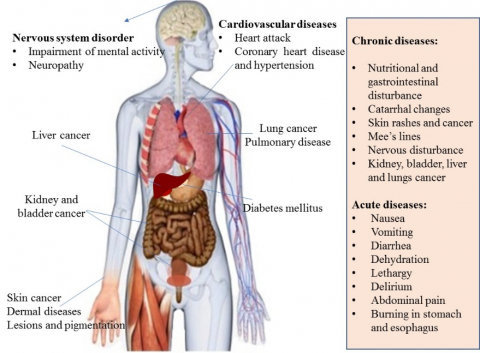 Nervous system disorder
• Impairment of mental activity
• Neuropathy
Cardiovascular diseases
• Heart attack
• Coronary heart disease
and hypertension
Liver cancer
Lung cancer
Pulmonary disease
Kidney and
bladder cancer
Diabetes mellitus
Skin cancer
Dermal diseases
Lesions and pigmentation
Chronic diseases:
• Nutritional and
gastrointestinal
disturbance
• Catarrhal changes
• Skin rashes and cancer
• Mee’s lines
• Nervous disturbance
• Kidney, bladder, liver
and lungs cancer
Acute diseases:
• Nausea
• Vomiting
• Diarrhea
• Dehydration
• Lethargy
• Delirium
• Abdominal pain
• Burning in stomach
and esophagus